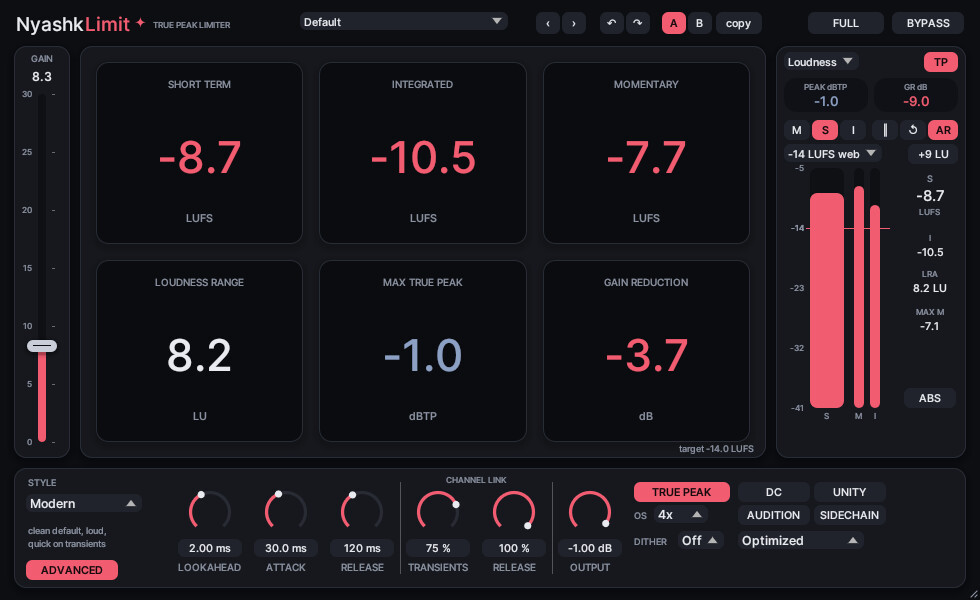 NyashkLimit TRUE PEAK LIMITER
Default
‹ ›
A B copy
FULL BYPASS
GAIN
8.3
30
25
20
15
10
5
0
SHORT TERM
-8.7
LUFS
INTEGRATED
-10.5
LUFS
MOMENTARY
-7.7
LUFS
LOUDNESS RANGE
8.2
LU
MAX TRUE PEAK
-1.0
dBTP
GAIN REDUCTION
-3.7
dB
target -14.0 LUFS
Loudness TP
PEAK dBTP
-1.0
GR dB
-9.0
M S I AR
-14 LUFS web +9 LU
-5
-14
-23
-32
-41
S M I
S
-8.7
LUFS
I
-10.5
LRA
8.2 LU
MAX M
-7.1
ABS
STYLE
Modern
clean default, loud,
quick on transients
ADVANCED
2.00 ms
LOOKAHEAD
30.0 ms
ATTACK
120 ms
RELEASE
CHANNEL LINK
75 %
TRANSIENTS
100 %
RELEASE
-1.00 dB
OUTPUT
TRUE PEAK DC UNITY
OS 4x AUDITION SIDECHAIN
DITHER Off Optimized